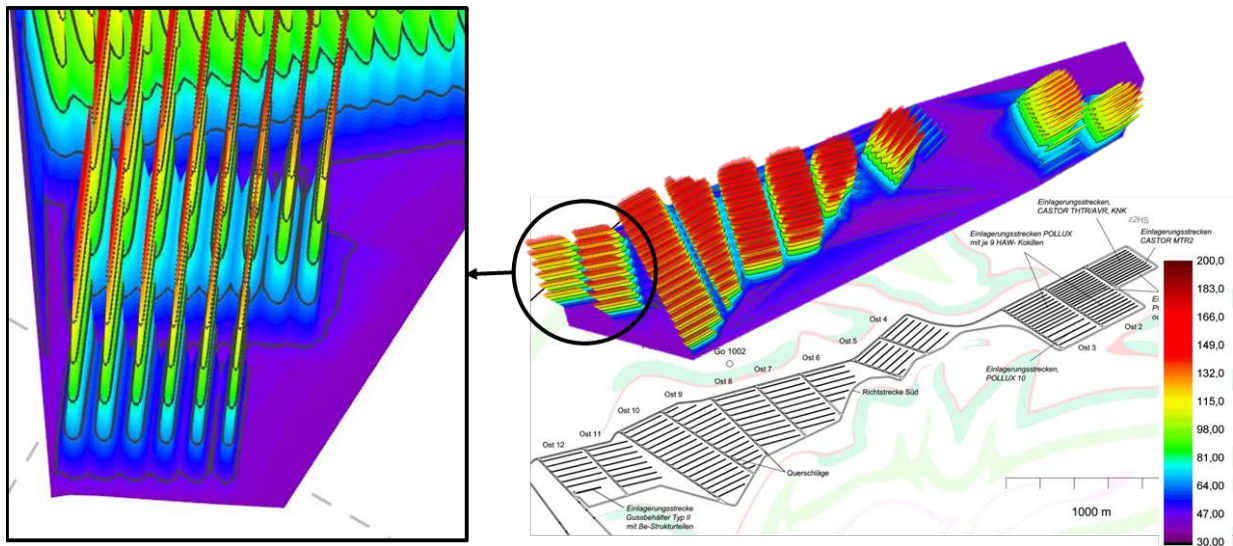 Einlagerungsstrecken,
CASTOR THTR/AVR, KNK
z2HS
Einlagerungsstrecken POLLUX
mit je 9 HAW- Kokillen
Einlagerungsstrecken
CASTOR MTR2
Ost 2
Ost 3
Einlagerungsstrecken,
POLLUX 10
Ost 4
Ost 5
Ost 6
Ost 7
Ost 8
Go 1002
Ost 9
Ost 10
Ost 11
Ost 12
Richtstrecke Süd
Querschläge
Einlagerungsstrecke
Gussbehälter Typ II
mit Be-Strukturteilen
1000 m
200,0
183,0
166,0
149,0
132,0
115,0
98,00
81,00
64,00
47,00
30.00